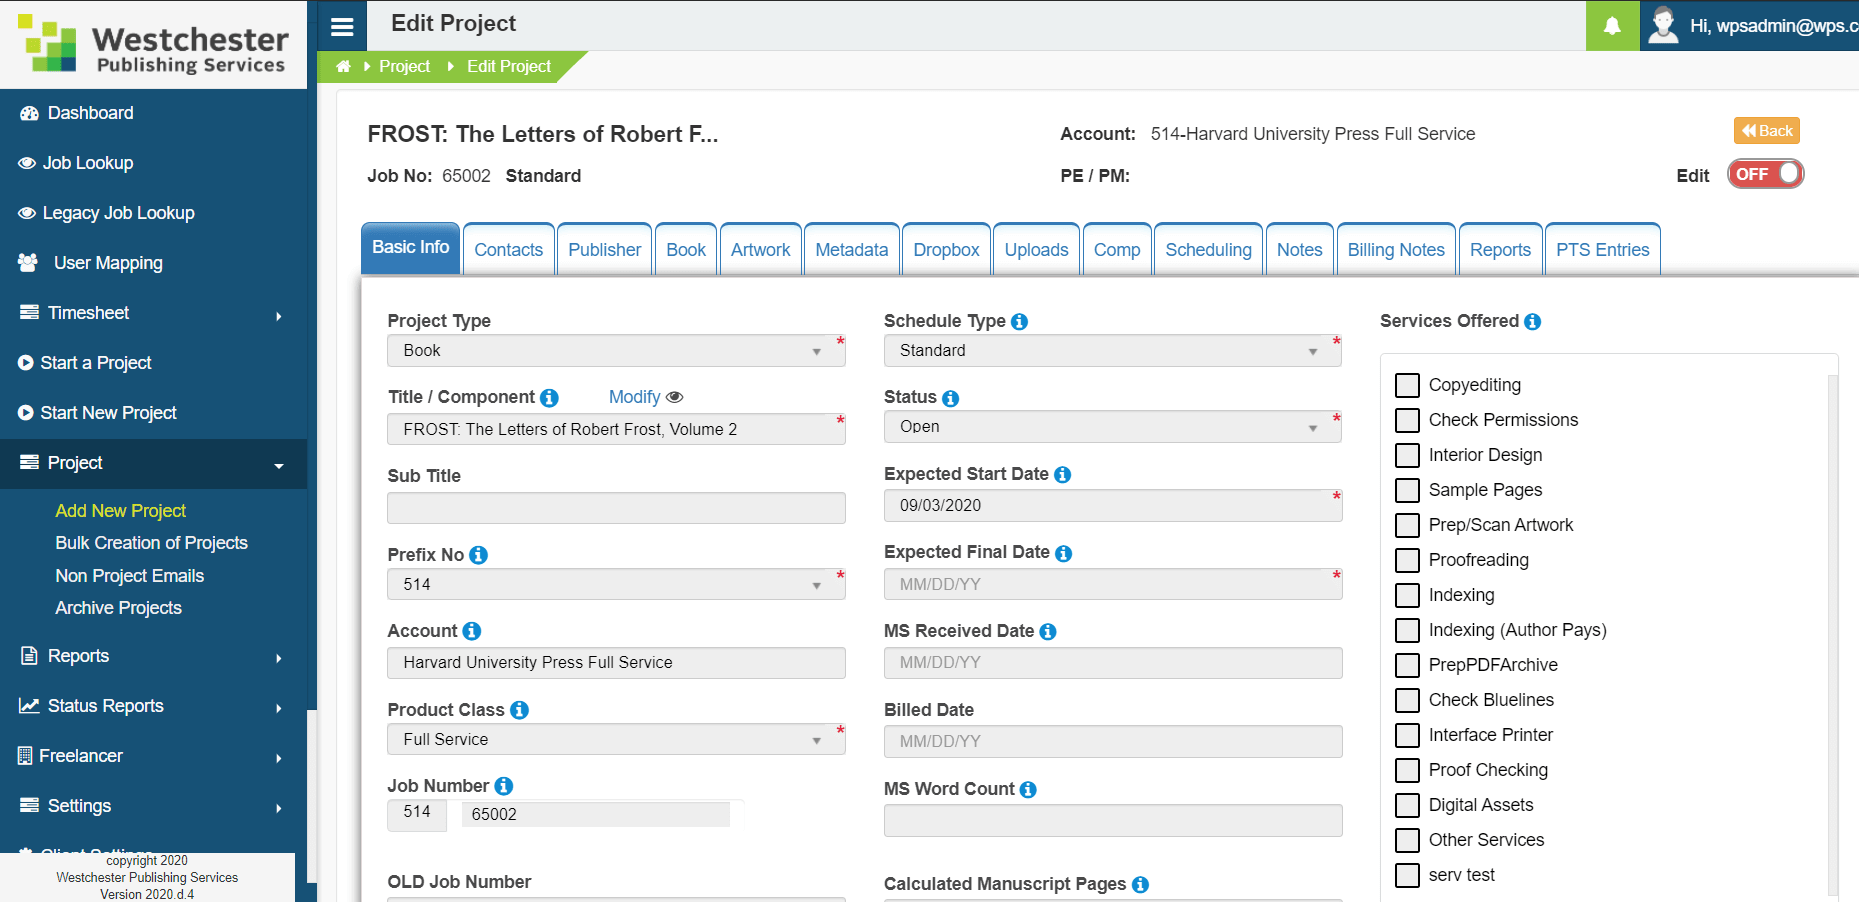 Westchester
Publishing Services
Dashboard
Job Lookup
Legacy Job Lookup
User Mapping
Timesheet
Start a Project
Start New Project
Project
Add New Project
Bulk Creation of Projects
Non Project Emails
Archive Projects
Reports
Status Reports
Freelancer
Settings
Client Settings
copyright 2020
Westchester Publishing Services
Version 2020.d.4
Edit Project
Hi, wpsadmin@wps.c
Project
Edit Project
FROST: The Letters of Robert F...
Account: 514-Harvard University Press Full Service
Back
Job No: 65002 Standard
PE / PM:
Edit OFF
Basic Info
Contacts
Publisher
Book
Artwork
Metadata
Dropbox
Uploads
Comp
Scheduling
Notes
Billing Notes
Reports
PTS Entries
Project Type
Book *
Title / Component Modify
FROST: The Letters of Robert Frost, Volume 2 *
Sub Title
Prefix No
514 *
Account
Harvard University Press Full Service
Product Class
Full Service *
Job Number
514 65002
OLD Job Number
Schedule Type
Standard *
Status
Open *
Expected Start Date
09/03/2020 *
Expected Final Date
MM/DD/YY *
MS Received Date
MM/DD/YY
Billed Date
MM/DD/YY
MS Word Count
Calculated Manuscript Pages
Services Offered
Copyediting
Check Permissions
Interior Design
Sample Pages
Prep/Scan Artwork
Proofreading
Indexing
Indexing (Author Pays)
PrepPDFArchive
Check Bluelines
Interface Printer
Proof Checking
Digital Assets
Other Services
serv test